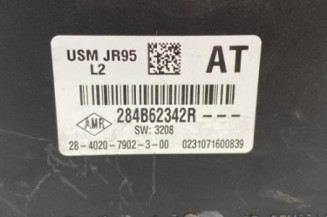 USM JR95
L2
AT
AMR
284B62342R---
SW: 3208
28-4020-7902-3-00 0231071600839